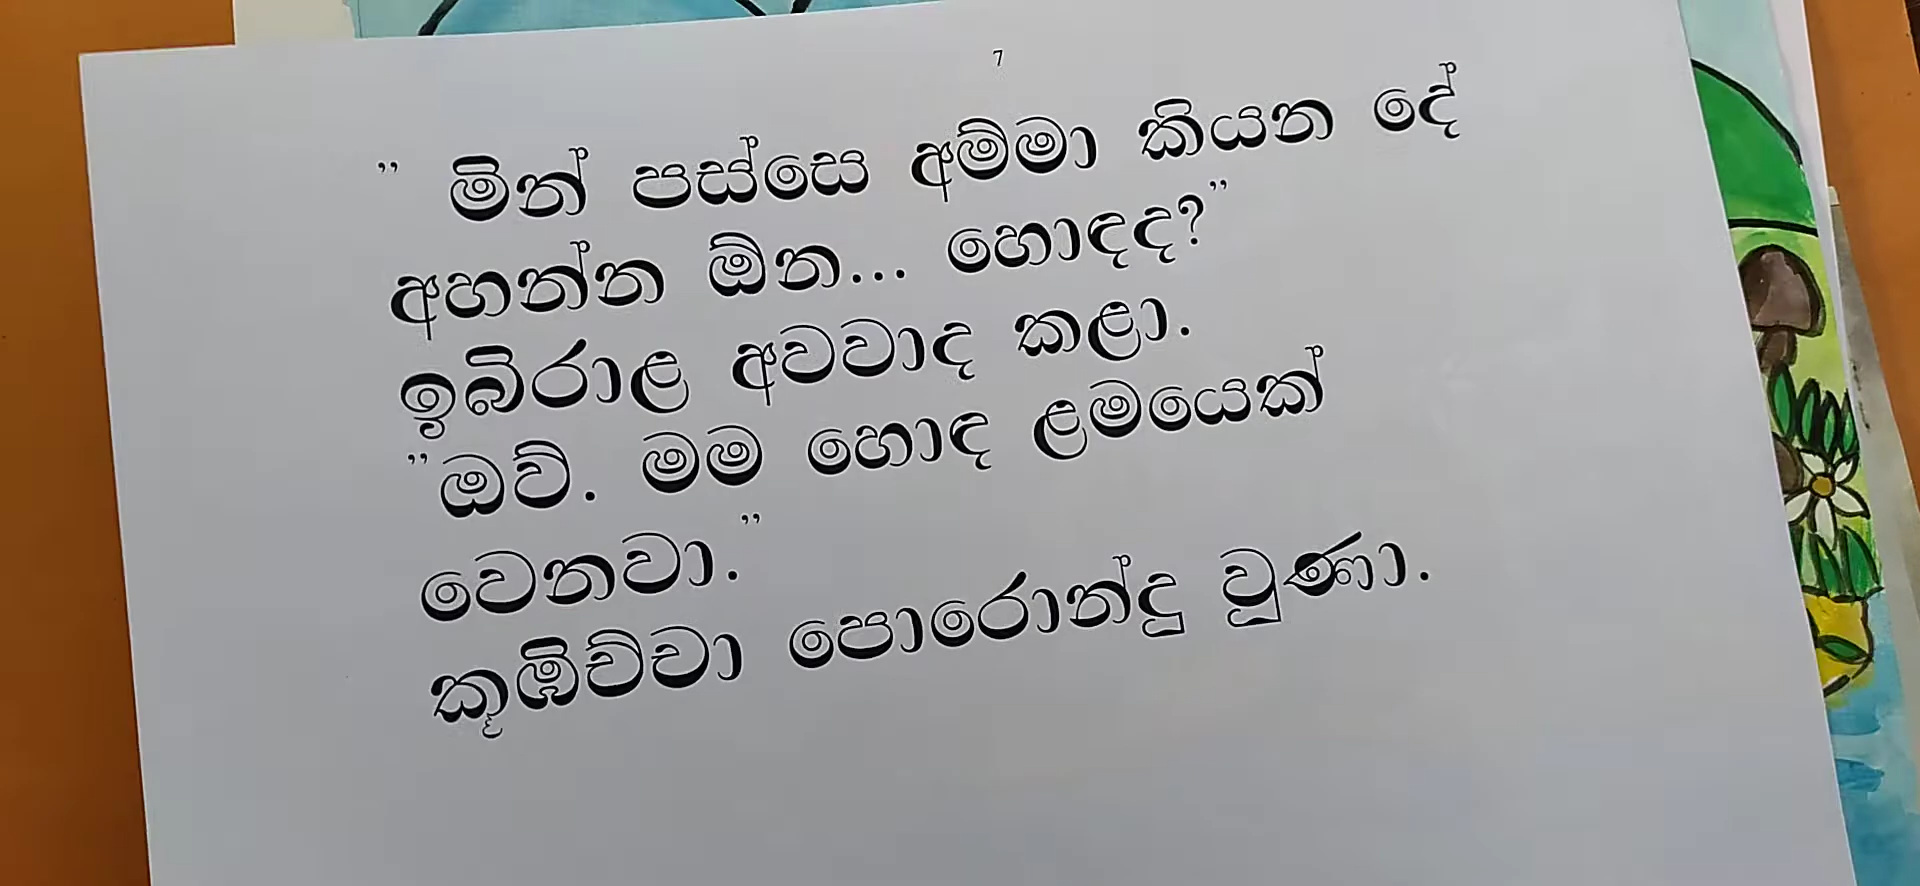 7
” මින් පස්සෙ අම්මා කියන දේ
අහන්න ඕන... හොඳද?”
ඉබිරාළ අවවාද කළා.
”ඔව්. මම හොඳ ළමයෙක්
වෙනවා.”
කූඹිච්චා පොරොන්දු වූණා.